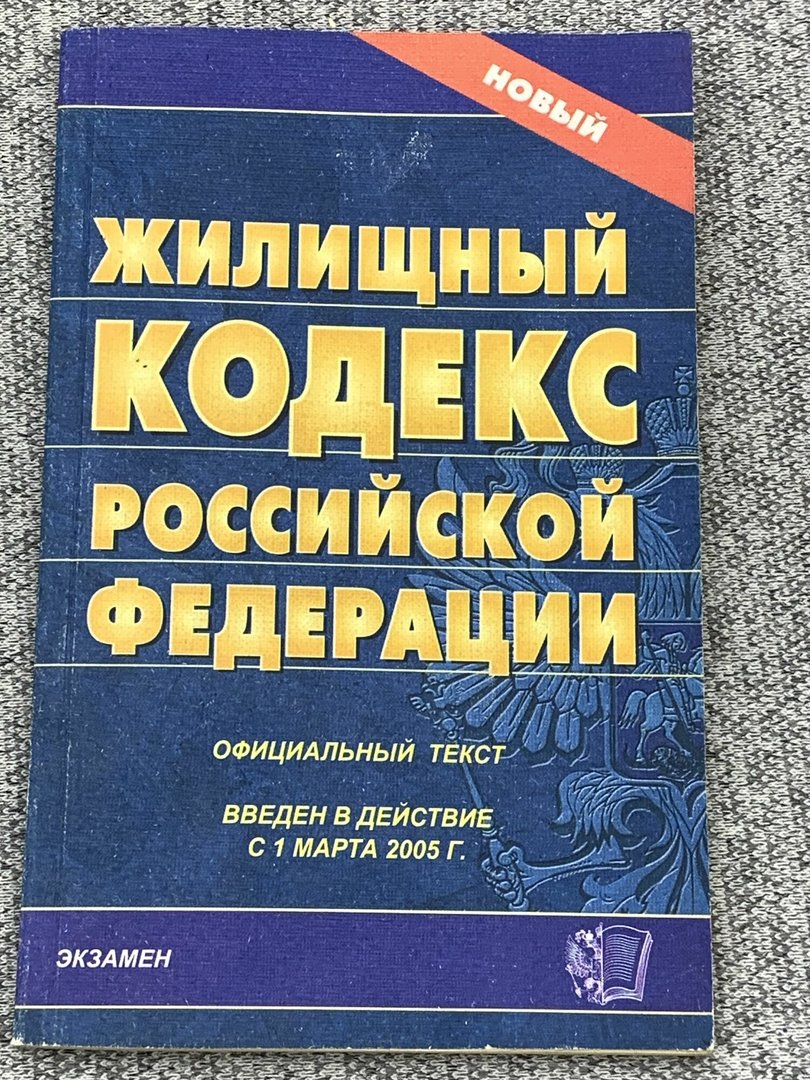 НОВЫЙ
ЖИЛИЩНЫЙ
КОДЕКС
РОССИЙСКОЙ
ФЕДЕРАЦИИ
ОФИЦИАЛЬНЫЙ ТЕКСТ
ВВЕДЕН В ДЕЙСТВИЕ
С 1 МАРТА 2005 Г.
ЭКЗАМЕН